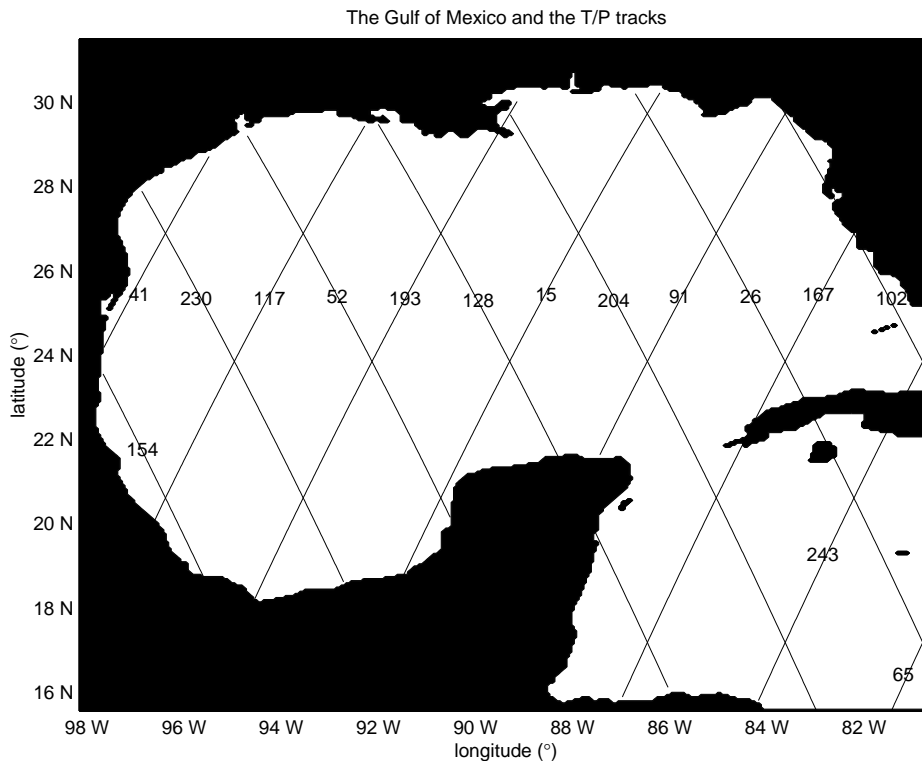 The Gulf of Mexico and the T/P tracks
30 N
28 N
26 N
41 230 117 52 193 128 15 204 91 26 167 102
24 N
latitude (°)
22 N
154
20 N
243
18 N
65
16 N
98 W 96 W 94 W 92 W 90 W 88 W 86 W 84 W 82 W
longitude (°)